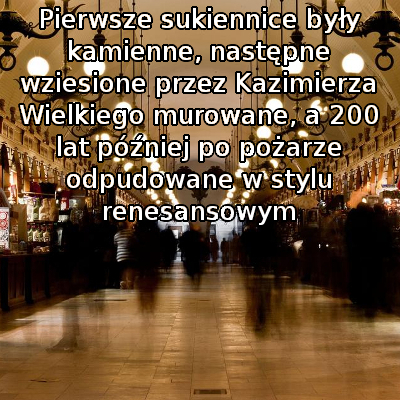 Pierwsze sukiennice były
kamienne, następne
wziesione przez Kazimierza
Wielkiego murowane, a 200
lat później po pożarze
odpudowane w stylu
renesansowym